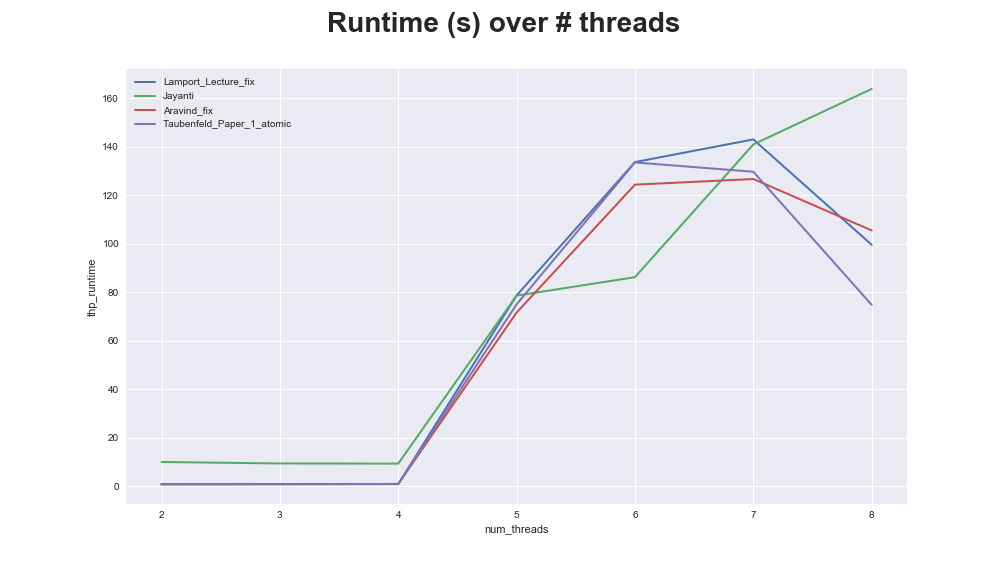 Runtime (s) over # threads
Lamport_Lecture_fix
Jayanti
Aravind_fix
Taubenfeld_Paper_1_atomic
160
140
120
100
80
60
40
20
0
thp_runtime
2 3 4 5 6 7 8
num_threads